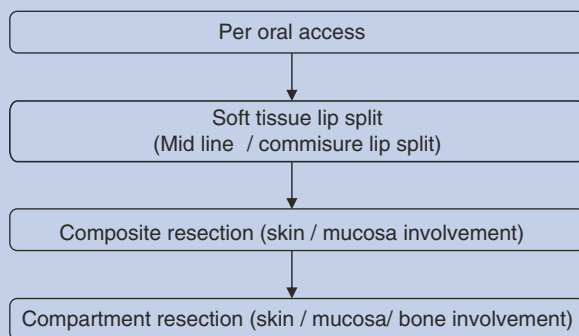 Per oral access
Soft tissue lip split
(Mid line / commisure lip split)
Composite resection (skin / mucosa involvement)
Compartment resection (skin / mucosa/ bone involvement)